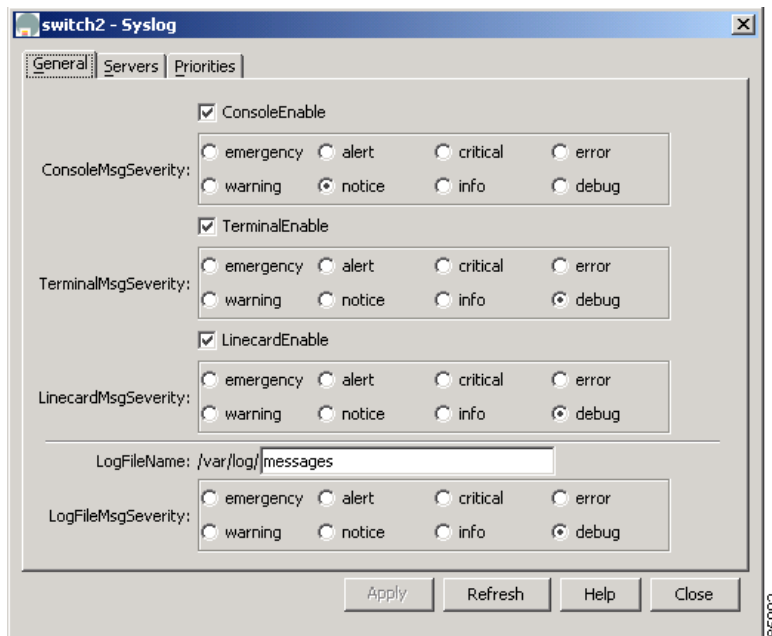 switch2 - Syslog
General Servers Priorities
ConsoleEnable
ConsoleMsgSeverity:
emergency alert critical error
warning notice info debug
TerminalEnable
TerminalMsgSeverity:
emergency alert critical error
warning notice info debug
LinecardEnable
LinecardMsgSeverity:
emergency alert critical error
warning notice info debug
LogFileName: /var/log/ messages
LogFileMsgSeverity:
emergency alert critical error
warning notice info debug
Apply Refresh Help Close